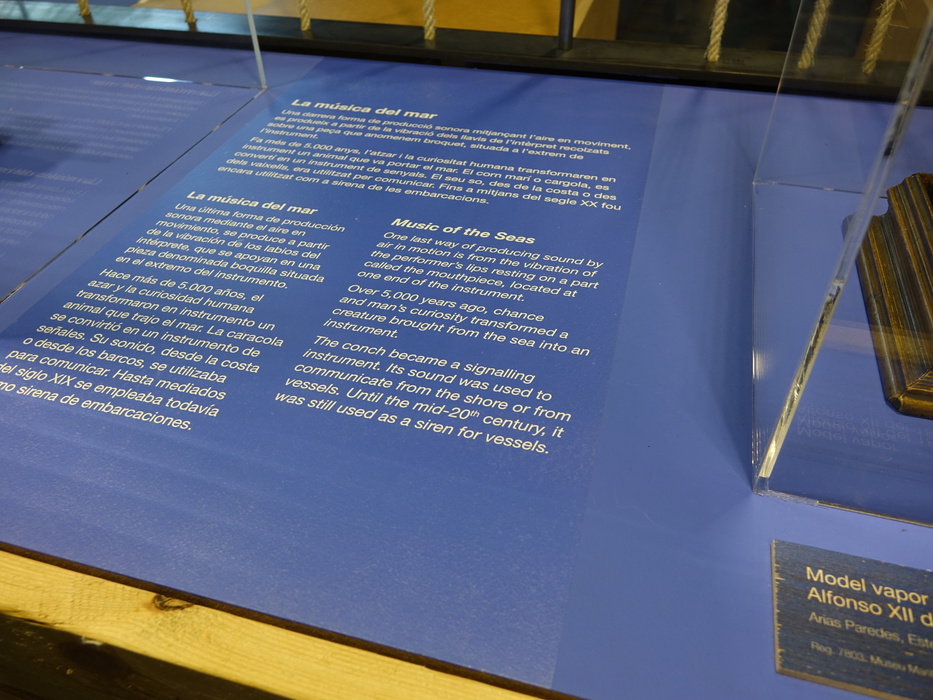 La música del mar
Una darrera forma de producció sonora mitjançant l'aire en moviment,
es produeix a partir de la vibració dels llavis de l'intèrpret recolzats
sobre una peça que anomenem broquet, situada a l'extrem de
l'instrument.
Fa més de 5.000 anys, l'atzar i la curiositat humana transformaren en
instrument un animal que va portar el mar. El corn marí o cargola, es
convertí en un instrument de senyals. El seu so, des de la costa o des
dels vaixells, era utilitzat per comunicar. Fins a mitjans del segle XX fou
encara utilitzat com a sirena de les embarcacions.
La música del mar
Una última forma de producción
sonora mediante el aire en
movimiento, se produce a partir
de la vibración de los labios del
intérprete, que se apoyan en una
pieza denominada boquilla situada
en el extremo del instrumento.
Hace más de 5.000 años, el
azar y la curiosidad humana
transformaron en instrumento un
animal que trajo el mar. La caracola
se convirtió en un instrumento de
señales. Su sonido, desde la costa
o desde los barcos, se utilizaba
para comunicar. Hasta mediados
del siglo XIX se empleaba todavía
mo sirena de embarcaciones.
Music of the Seas
One last way of producing sound by
air in motion is from the vibration of
the performer's lips resting on a part
called the mouthpiece, located at
one end of the instrument.
Over 5,000 years ago, chance
and man's curiosity transformed a
creature brought from the sea into an
instrument.
The conch became a signalling
instrument. Its sound was used to
communicate from the shore or from
vessels. Until the mid-20th century, it
was still used as a siren for vessels.
Model vapor
Alfonso XII d
Arias Paredes, Este
Reg. 7803. Museu Ma